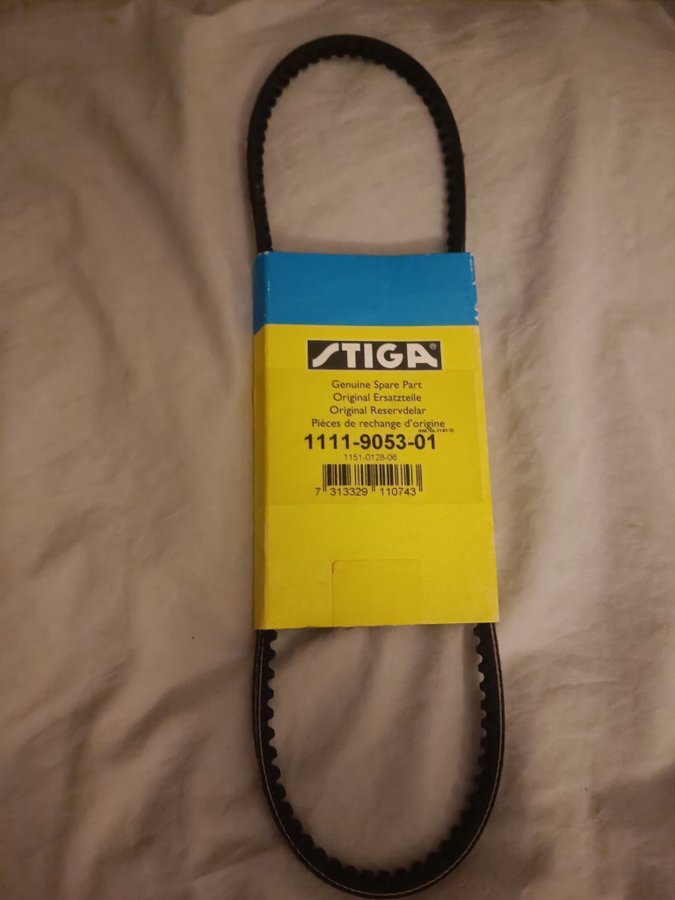 STIGA®
Genuine Spare Part
Original Ersatzteile
Original Reservdelar
Pièces de rechange d'origine
1111-9053-01
1151-0128-06
7 313329 110743